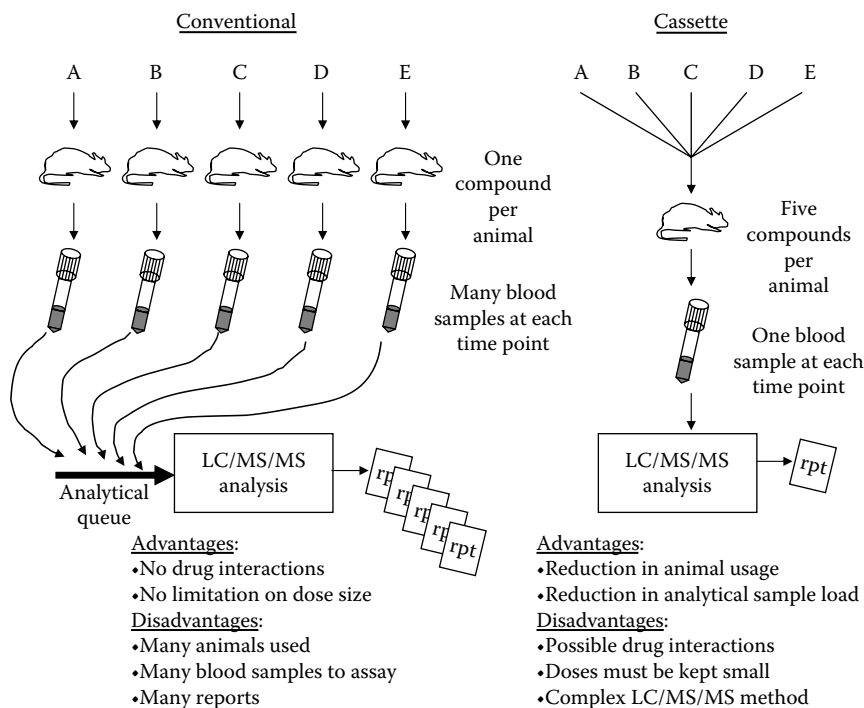 Conventional
A B C D E
One
compound
per
animal
Many blood
samples at each
time point
Analytical
queue
LC/MS/MS
analysis
rpt
rpt
rpt
rpt
rpt
Advantages:
•No drug interactions
•No limitation on dose size
Disadvantages:
•Many animals used
•Many blood samples to assay
•Many reports
Cassette
A B C D E
Five
compounds
per
animal
One blood
sample at each
time point
LC/MS/MS
analysis
rpt
Advantages:
•Reduction in animal usage
•Reduction in analytical sample load
Disadvantages:
•Possible drug interactions
•Doses must be kept small
•Complex LC/MS/MS method